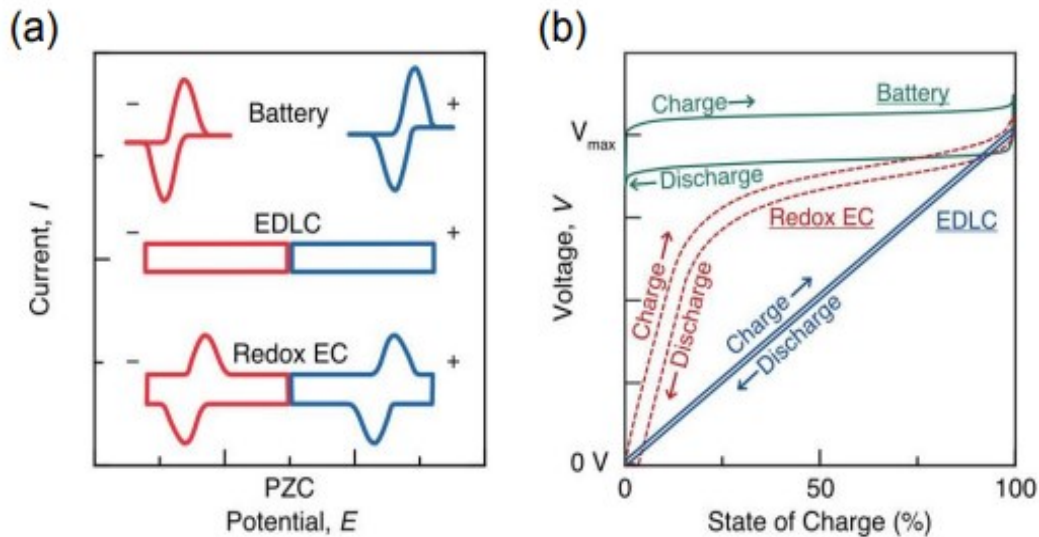 (a)
−
Battery
+
−
EDLC
+
−
Redox EC
+
Current, I
PZC
Potential, E
(b)
Charge →
Battery
Vmax
← Discharge
Redox EC
EDLC
Charge →
← Discharge
Charge →
← Discharge
Voltage, V
0 V
0
50
100
State of Charge (%)